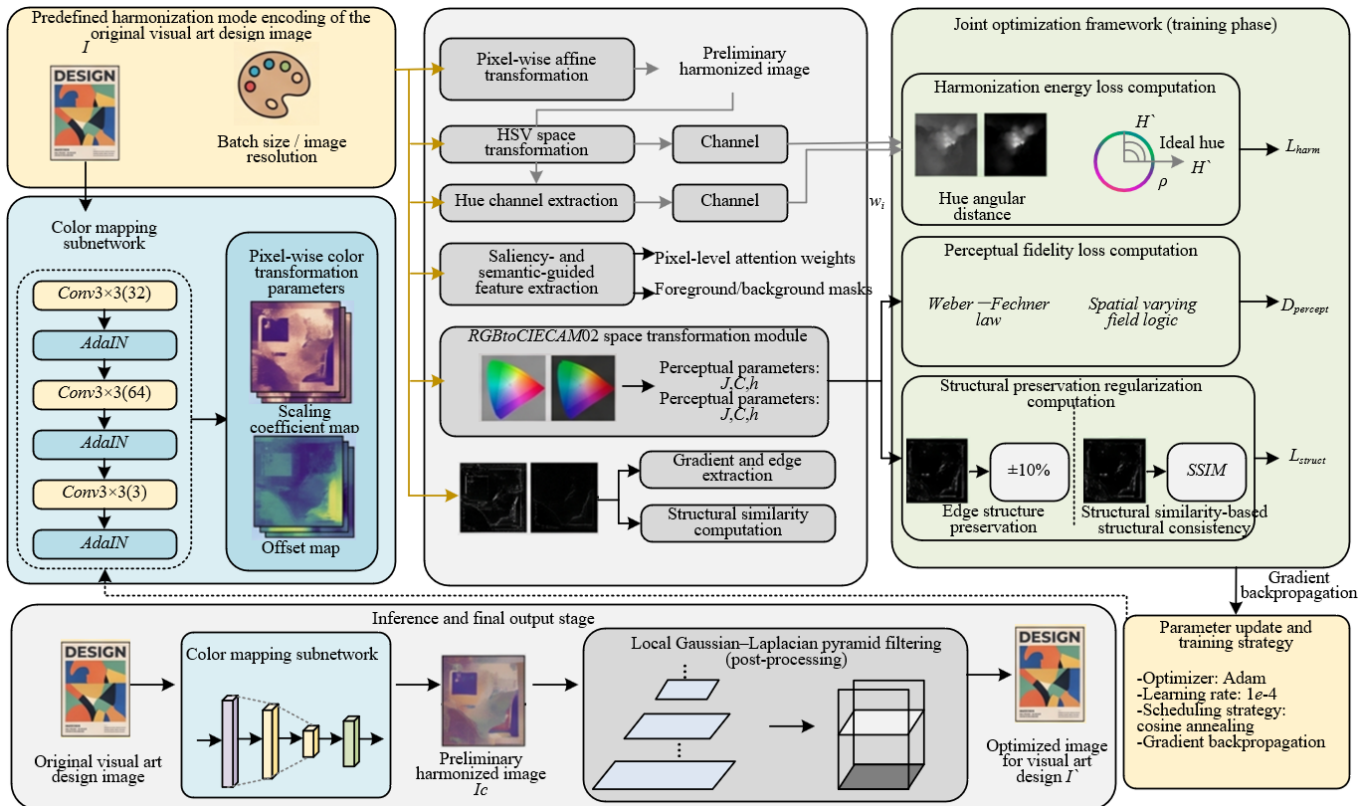 Predefined harmonization mode encoding of the
original visual art design image
I
DESIGN
Batch size / image
resolution
Color mapping
subnetwork
Conv3×3(32)
AdaIN
Conv3×3(64)
AdaIN
Conv3×3(3)
AdaIN
Pixel-wise color
transformation
parameters
Scaling
coefficient map
Offset map
Pixel-wise affine
transformation
Preliminary
harmonized image
HSV space
transformation
Channel
Hue channel extraction
Channel
Saliency- and
semantic-guided
feature extraction
Pixel-level attention weights
Foreground/background masks
RGBtoCIECAM02 space transformation module
Perceptual parameters:
J,C,h
Perceptual parameters:
J,C,h
Gradient and edge
extraction
Structural similarity
computation
w_i
Joint optimization framework (training phase)
Harmonization energy loss computation
H`
Ideal hue
H`
ρ
Hue angular
distance
L_harm
Perceptual fidelity loss computation
Weber —Fechner
law
Spatial varying
field logic
D_percept
Structural preservation regularization
computation
±10%
SSIM
Edge structure
preservation
Structural similarity-based
structural consistency
L_struct
Gradient
backpropagation
Parameter update and
training strategy
-Optimizer: Adam
-Learning rate: 1e-4
-Scheduling strategy:
cosine annealing
-Gradient backpropagation
Inference and final output stage
DESIGN
Original visual art
design image
Color mapping subnetwork
Preliminary
harmonized image
Ic
Local Gaussian–Laplacian pyramid filtering
(post-processing)
DESIGN
Optimized image
for visual art
design I`